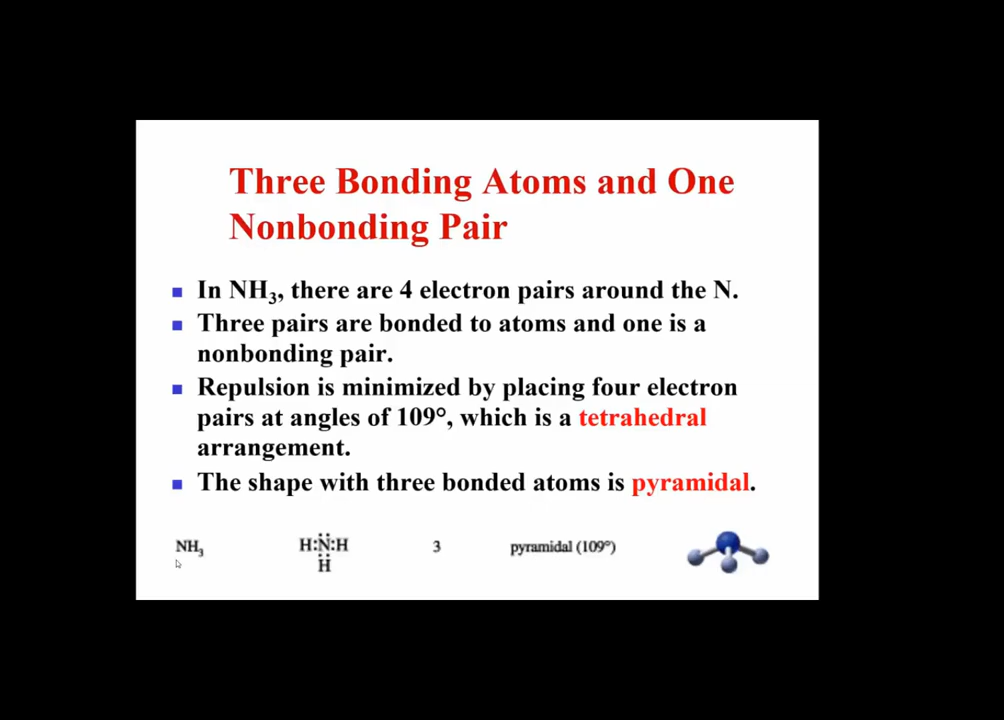 Three Bonding Atoms and One
Nonbonding Pair
In NH₃, there are 4 electron pairs around the N.
Three pairs are bonded to atoms and one is a
nonbonding pair.
Repulsion is minimized by placing four electron
pairs at angles of 109°, which is a tetrahedral
arrangement.
The shape with three bonded atoms is pyramidal.
NH₃ H:N:H 3 pyramidal (109°)
H